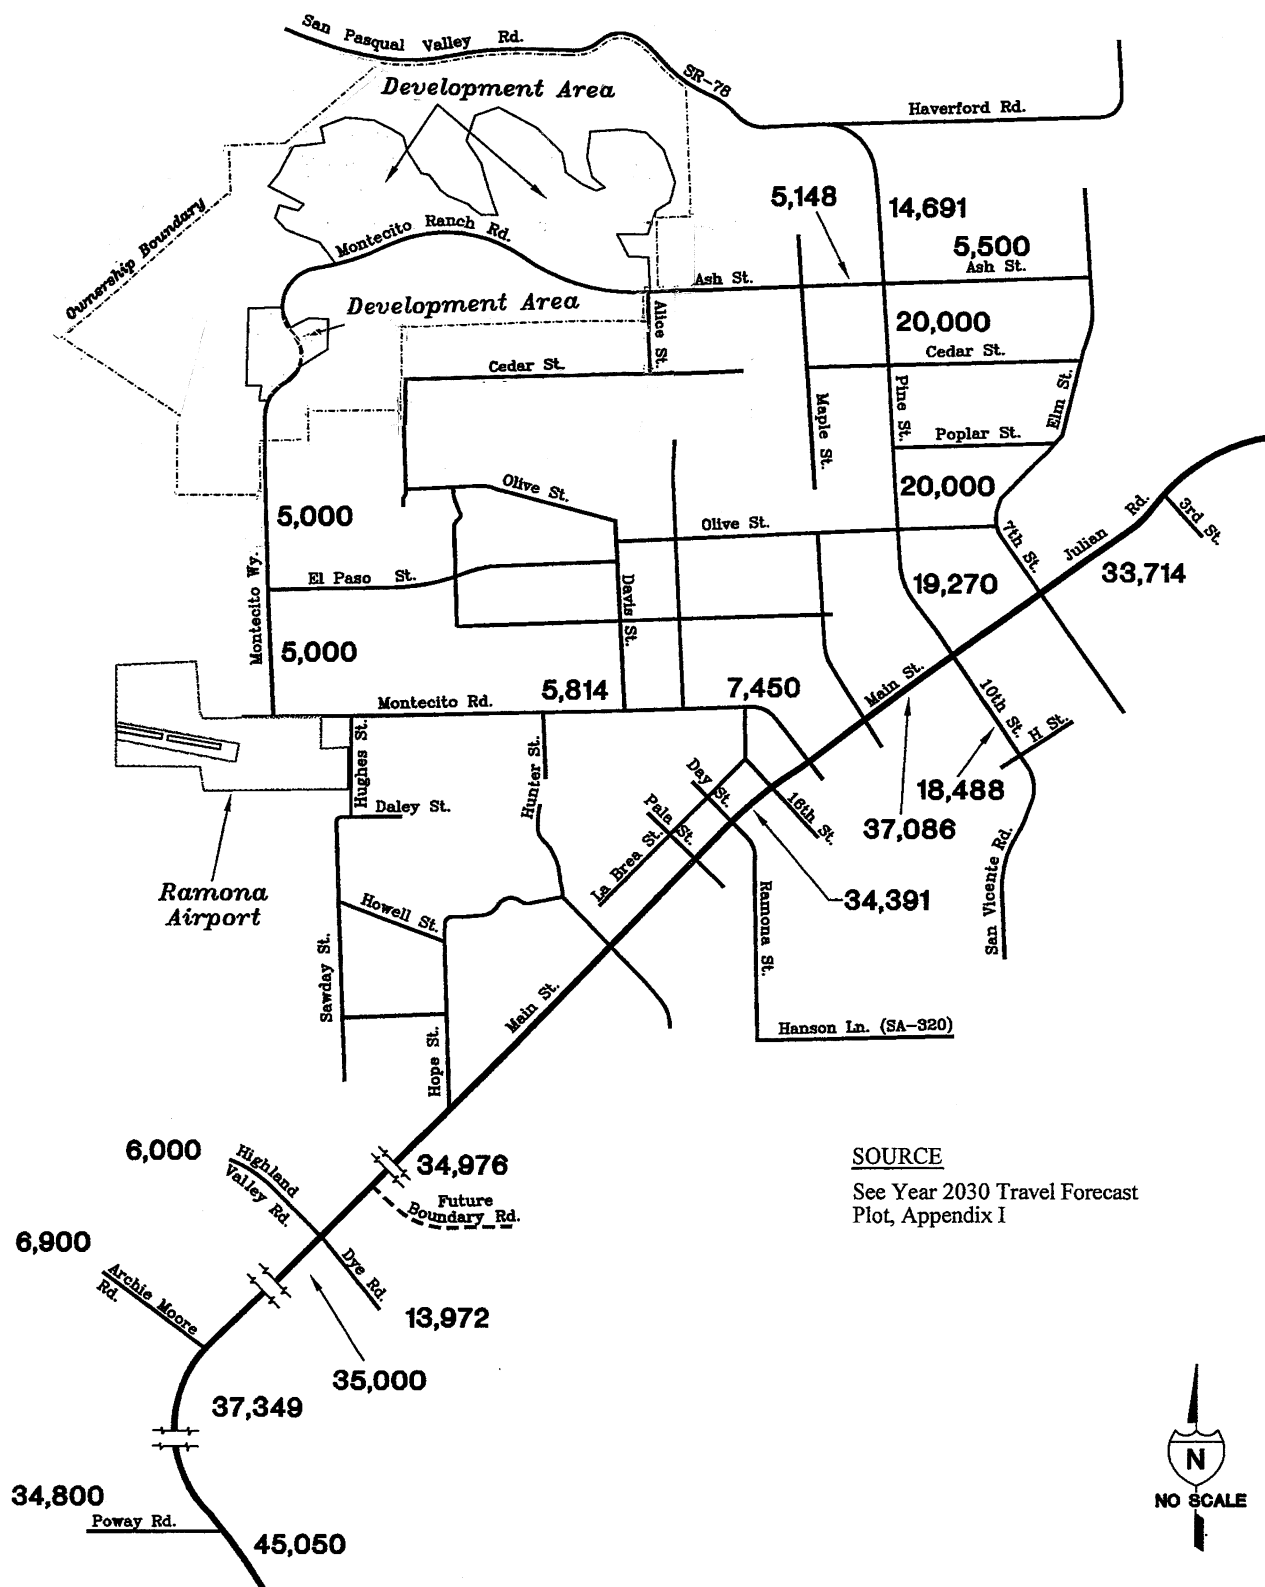 San Pasqual Valley Rd.
SR-78
Development Area
Haverford Rd.
5,148
14,691
Ownership Boundary
Montecito Ranch Rd.
5,500
Ash St.
Ash St.
Development Area
Alice St.
20,000
Cedar St.
Cedar St.
Maple St.
Pine St.
Elm St.
Poplar St.
Olive St.
20,000
3rd St.
5,000
Olive St.
7th St.
Julian Rd.
33,714
Montecito Wy.
El Paso St.
Davis St.
19,270
5,000
Montecito Rd.
5,814
7,450
Main St.
10th St.
H St.
Hughes St.
Hunter St.
Day St.
16th St.
18,488
Daley St.
Pala St.
37,086
La Brea St.
San Vicente Rd.
Ramona
Airport
Howell St.
Ramona St.
34,391
Sawday St.
Main St.
Hope St.
Hanson Ln. (SA-320)
6,000
Highland
Valley Rd.
34,976
Future
Boundary Rd.
SOURCE
See Year 2030 Travel Forecast
Plot, Appendix I
6,900
Archie Moore
Rd.
Dye Rd.
13,972
35,000
37,349
N
NO SCALE
34,800
Poway Rd.
45,050